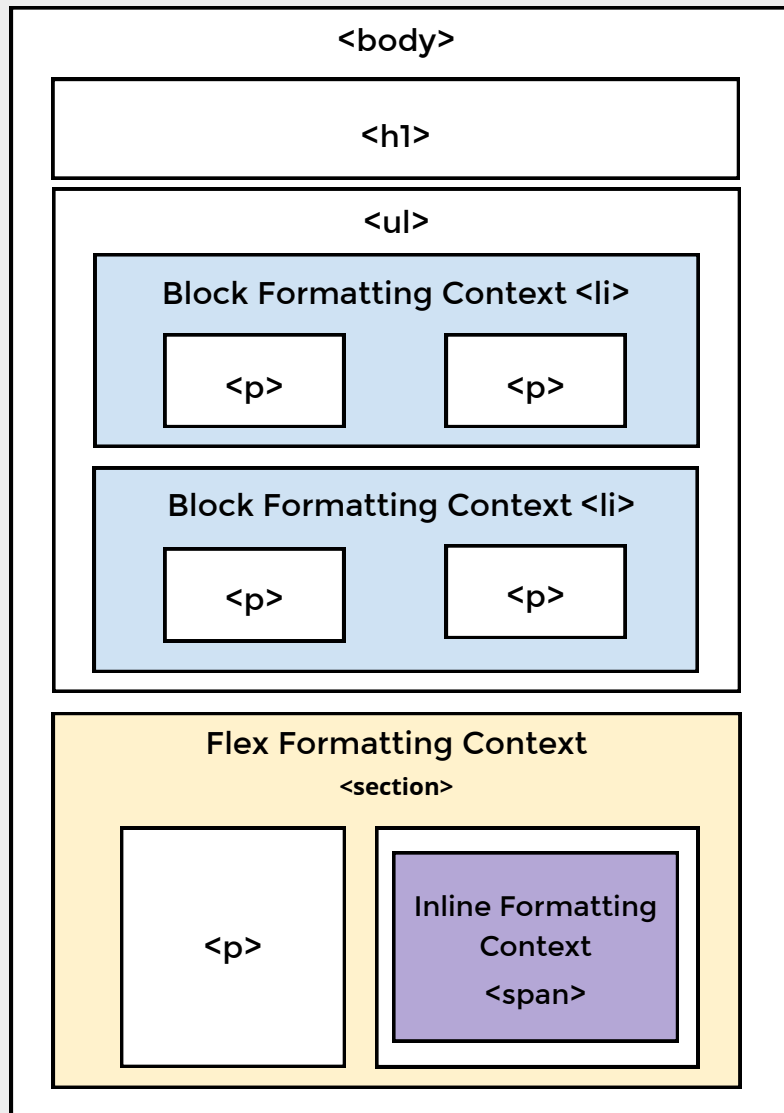 <body>
<h1>
<ul>
Block Formatting Context <li>
<p> <p>
Block Formatting Context <li>
<p> <p>
Flex Formatting Context
<section>
<p>
Inline Formatting
Context
<span>